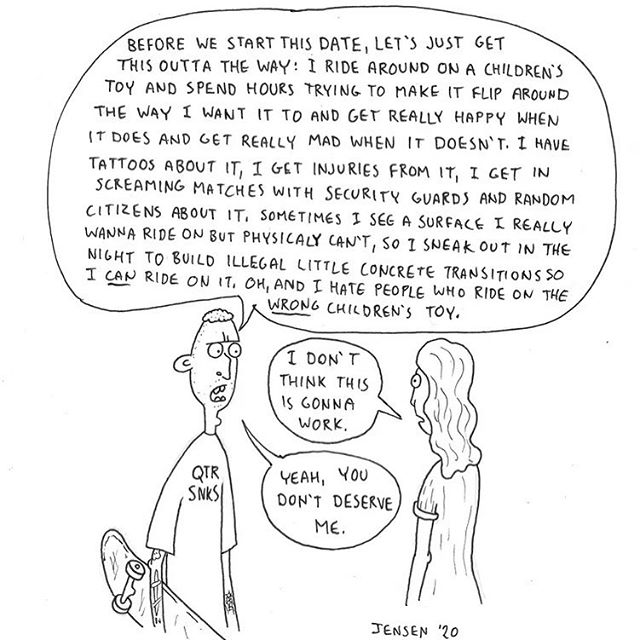 BEFORE WE START THIS DATE, LET'S JUST GET
THIS OUTTA THE WAY: I RIDE AROUND ON A CHILDREN'S
TOY AND SPEND HOURS TRYING TO MAKE IT FLIP AROUND
THE WAY I WANT IT TO AND GET REALLY HAPPY WHEN
IT DOES AND GET REALLY MAD WHEN IT DOESN'T. I HAVE
TATTOOS ABOUT IT, I GET INJURIES FROM IT, I GET IN
SCREAMING MATCHES WITH SECURITY GUARDS AND RANDOM
CITIZENS ABOUT IT. SOMETIMES I SEE A SURFACE I REALLY
WANNA RIDE ON BUT PHYSICALY CAN'T, SO I SNEAK OUT IN THE
NIGHT TO BUILD ILLEGAL LITTLE CONCRETE TRANSITIONS SO
I CAN RIDE ON IT. OH, AND I HATE PEOPLE WHO RIDE ON THE
WRONG CHILDREN'S TOY.
I DON'T
THINK THIS
IS GONNA
WORK.
YEAH, YOU
DON'T DESERVE
ME.
QTR
SNKS
JENSEN '20